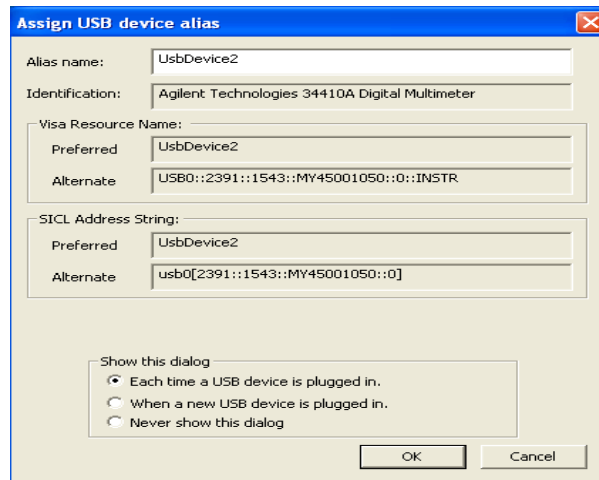 Assign USB device alias
Alias name: UsbDevice2
Identification: Agilent Technologies 34410A Digital Multimeter
Visa Resource Name:
Preferred UsbDevice2
Alternate USB0::2391::1543::MY45001050::0::INSTR
SICL Address String:
Preferred UsbDevice2
Alternate usb0[2391::1543::MY45001050::0]
Show this dialog
Each time a USB device is plugged in.
When a new USB device is plugged in.
Never show this dialog
OK Cancel